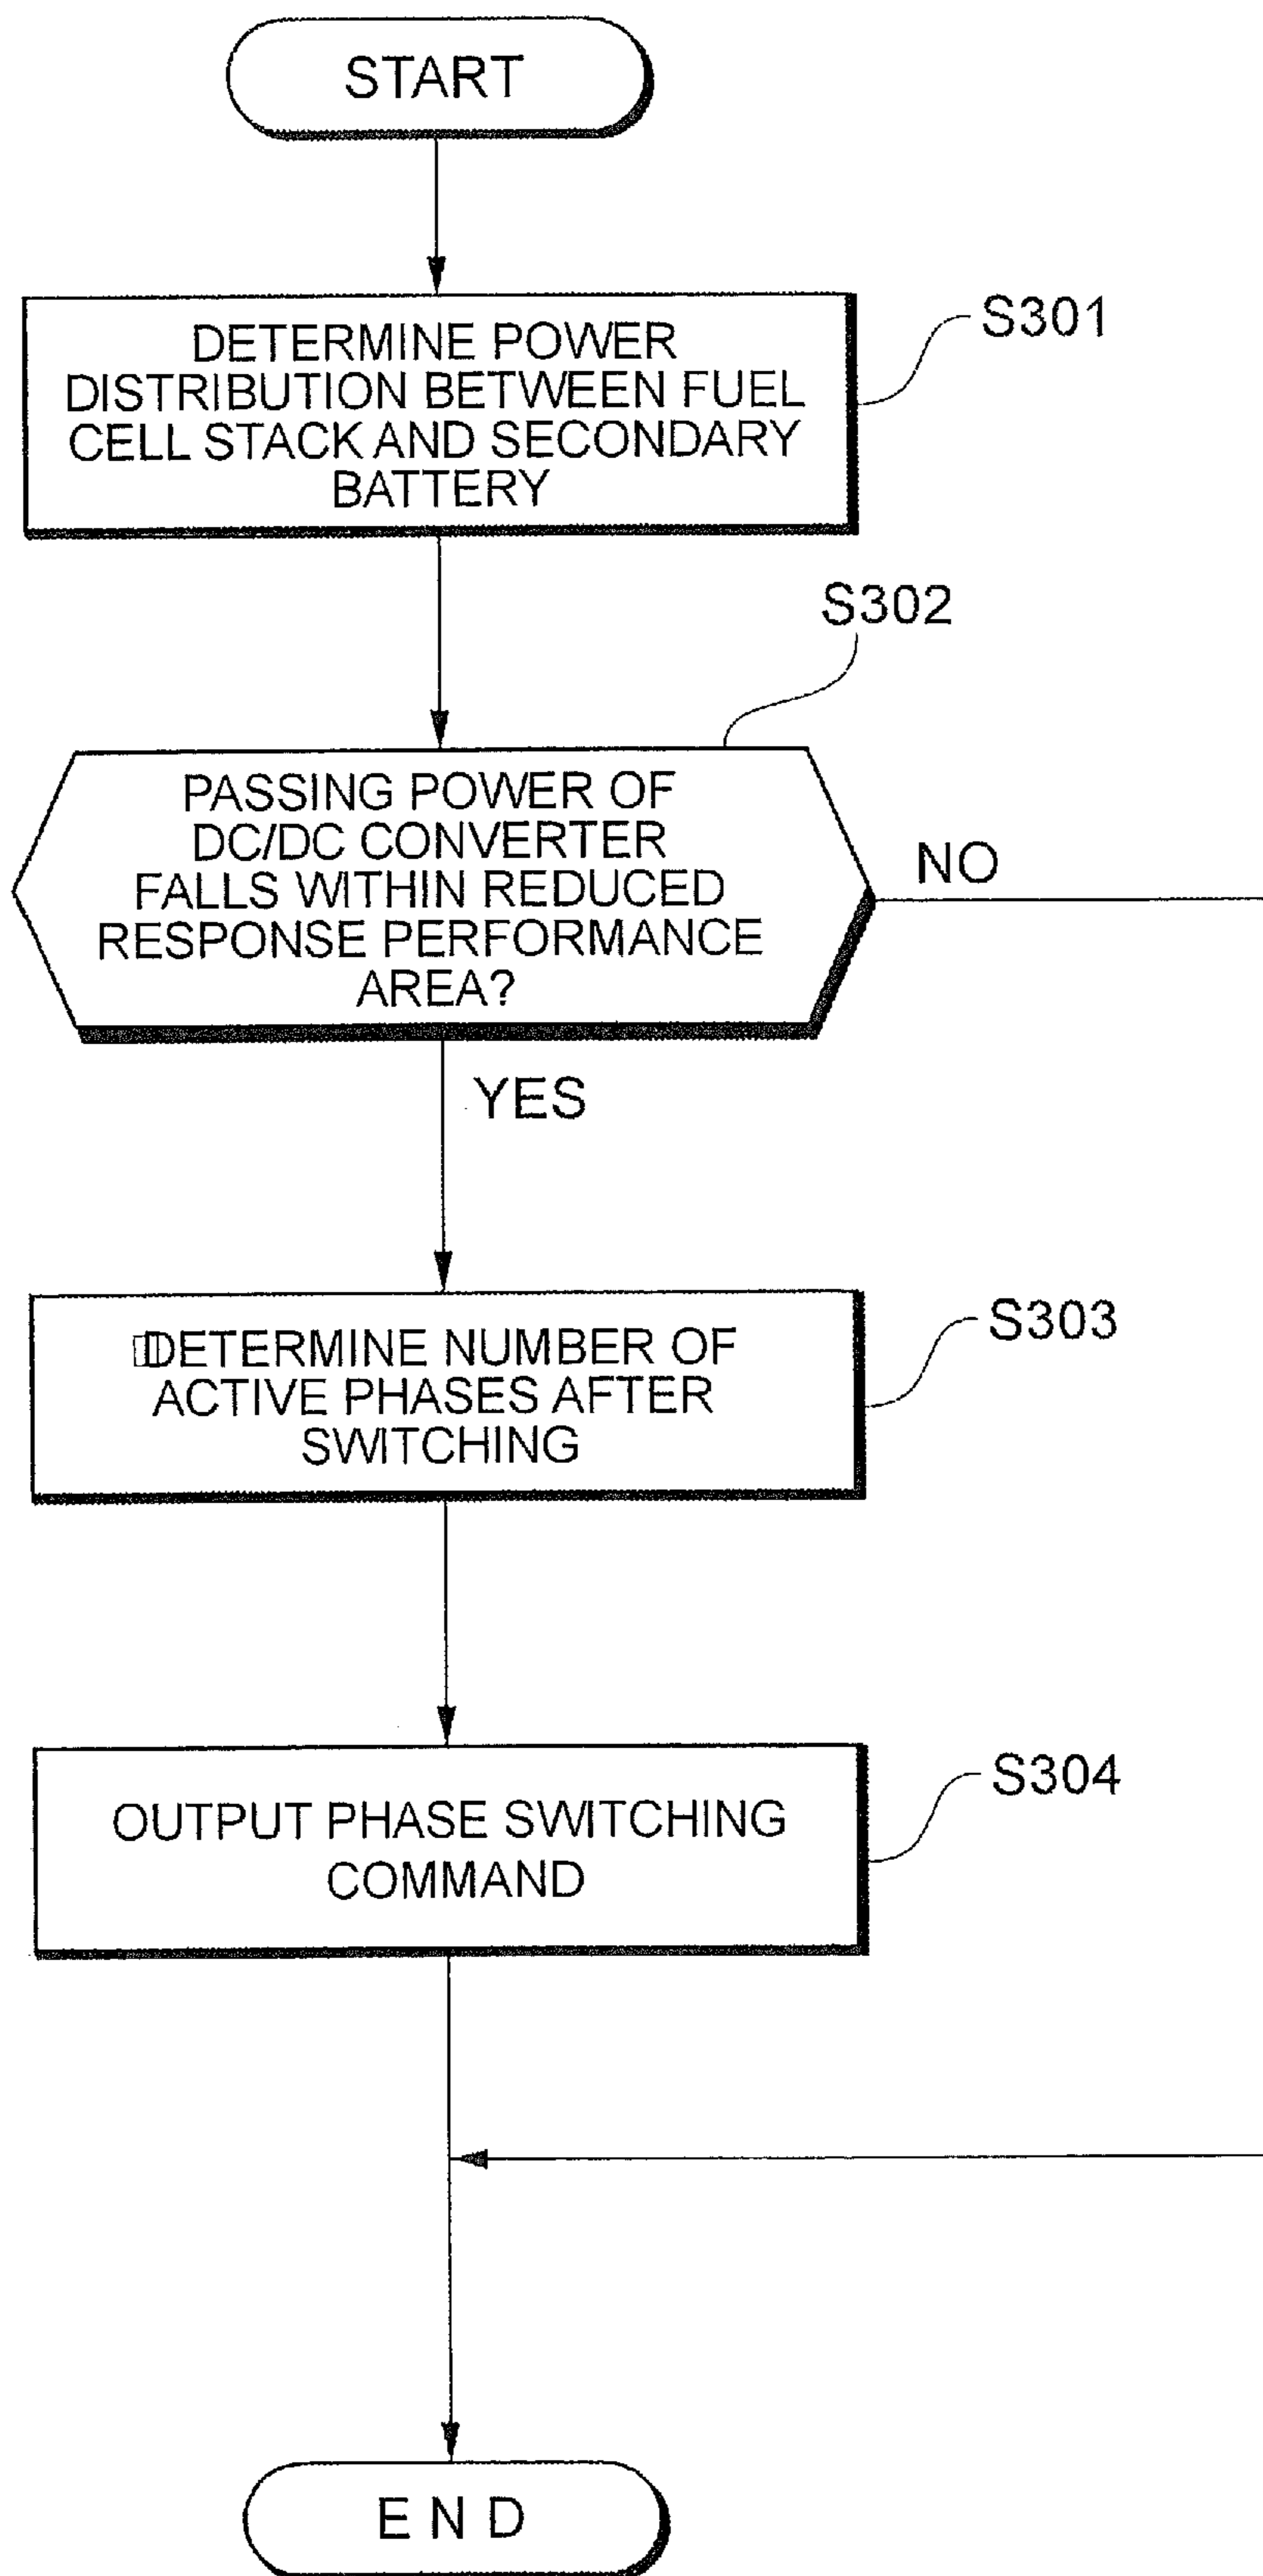 START
DETERMINE POWER
DISTRIBUTION BETWEEN FUEL
CELL STACK AND SECONDARY
BATTERY
S301
S302
PASSING POWER OF
DC/DC CONVERTER
FALLS WITHIN REDUCED
RESPONSE PERFORMANCE
AREA?
NO
YES
DETERMINE NUMBER OF
ACTIVE PHASES AFTER
SWITCHING
S303
OUTPUT PHASE SWITCHING
COMMAND
S304
E N D